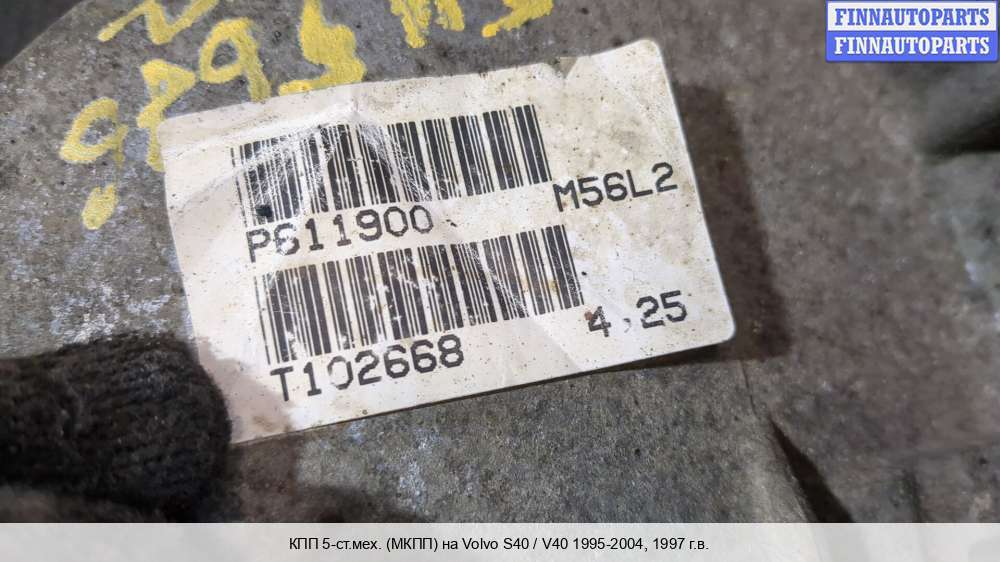 FINNAUTOPARTS
FINNAUTOPARTS
P611900
M56L2
T102668
4.25
КПП 5-ст.мех. (МКПП) на Volvo S40 / V40 1995-2004, 1997 г.в.